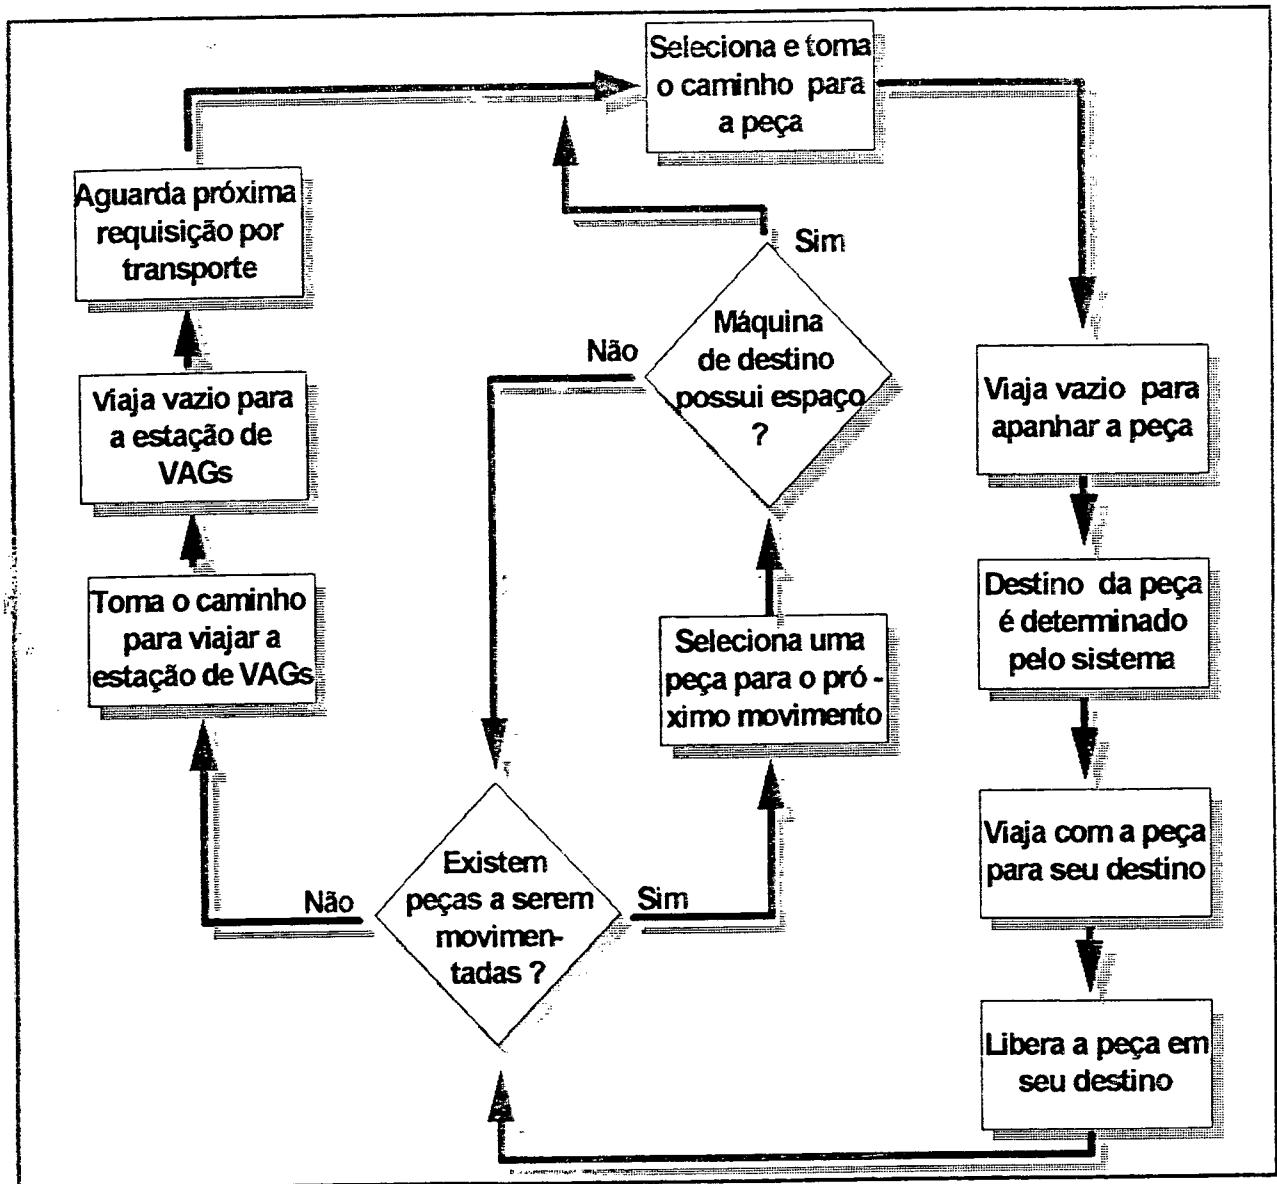 Seleciona e toma
o caminho para
a peça
Aguarda próxima
requisição por
transporte
Sim
Máquina
de destino
possui espaço
?
Não
Viaja vazio para
a estação de
VAGs
Viaja vazio para
apanhar a peça
Toma o caminho
para viajar a
estação de VAGs
Seleciona uma
peça para o pró -
ximo movimento
Destino da peça
é determinado
pelo sistema
Existem
peças a serem
movimen-
tadas ?
Não
Sim
Viaja com a peça
para seu destino
Libera a peça em
seu destino